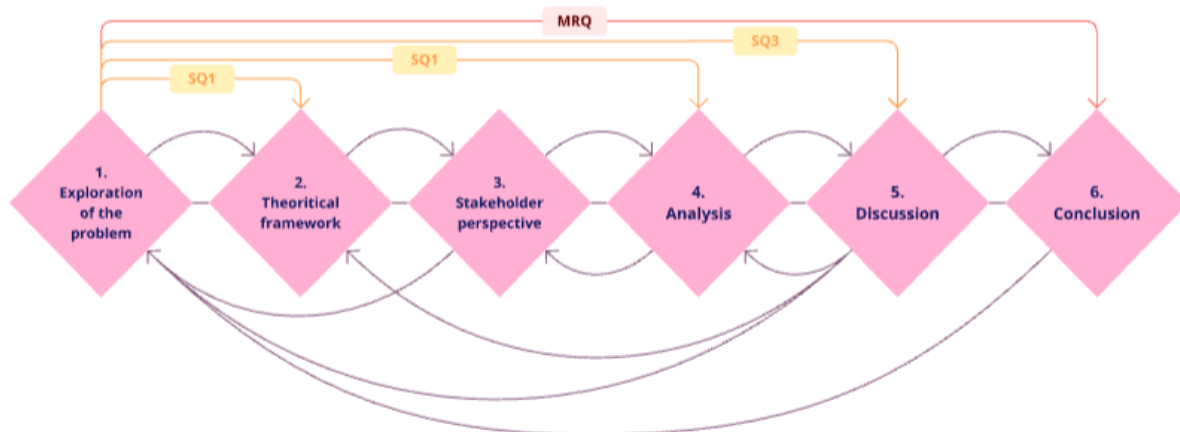 MRQ
SQ3
SQ1
SQ1
1.
Exploration
of the
problem
2.
Theoritical
framework
3.
Stakeholder
perspective
4.
Analysis
5.
Discussion
6.
Conclusion